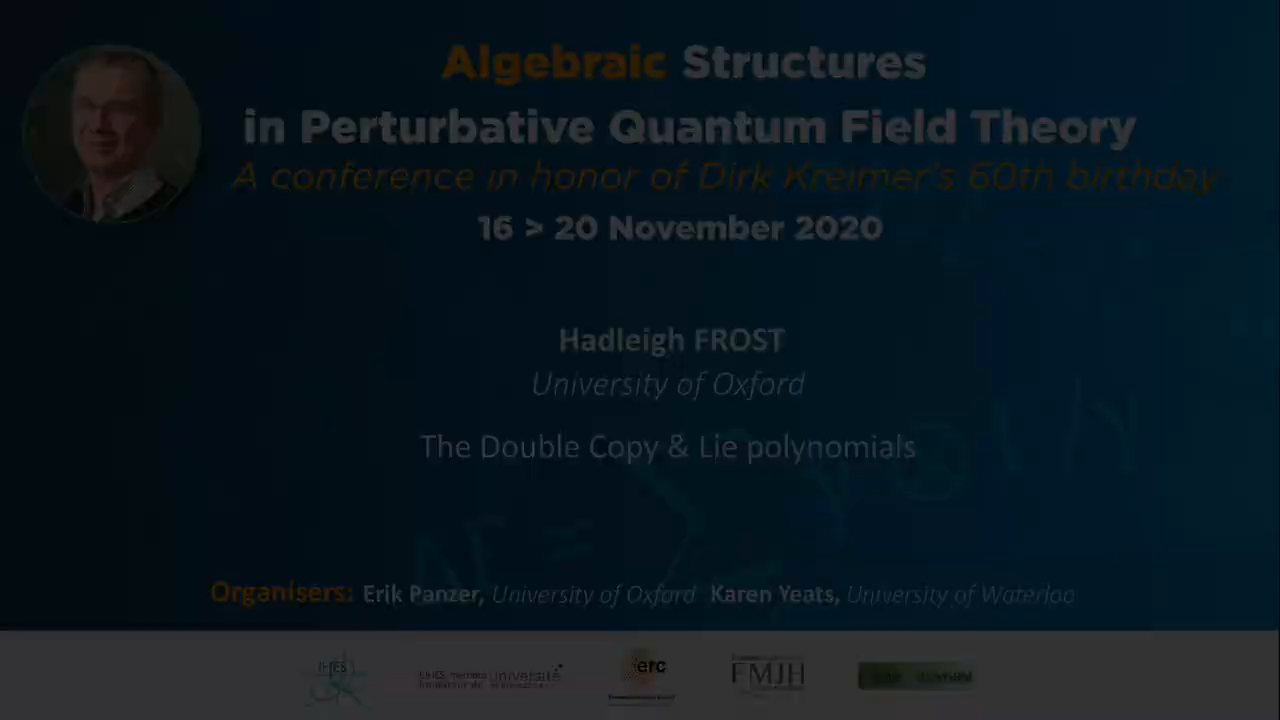 Algebraic Structures
in Perturbative Quantum Field Theory
A conference in honor of Dirk Kreimer's 60th birthday
16 > 20 November 2020
Hadleigh FROST
University of Oxford
The Double Copy & Lie polynomials
Organisers: Erik Panzer, University of Oxford Karen Yeats, University of Waterloo
IHES
université
erc
FMJH